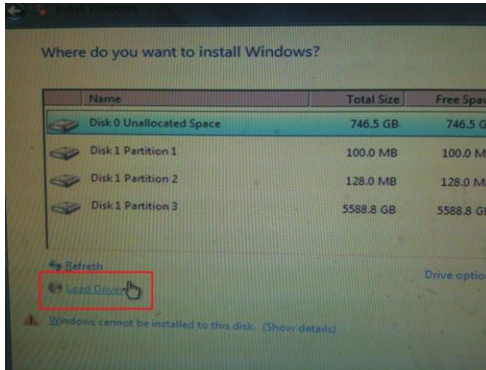 Install Windows
Where do you want to install Windows?
Name Total Size Free Spa
Disk 0 Unallocated Space 746.5 GB 746.5 G
Disk 1 Partition 1 100.0 MB 100.0 M
Disk 1 Partition 2 128.0 MB 128.0 M
Disk 1 Partition 3 5588.8 GB 5588.8 G
Refresh
Load Driver
Drive optio
Windows cannot be installed to this disk. (Show details)